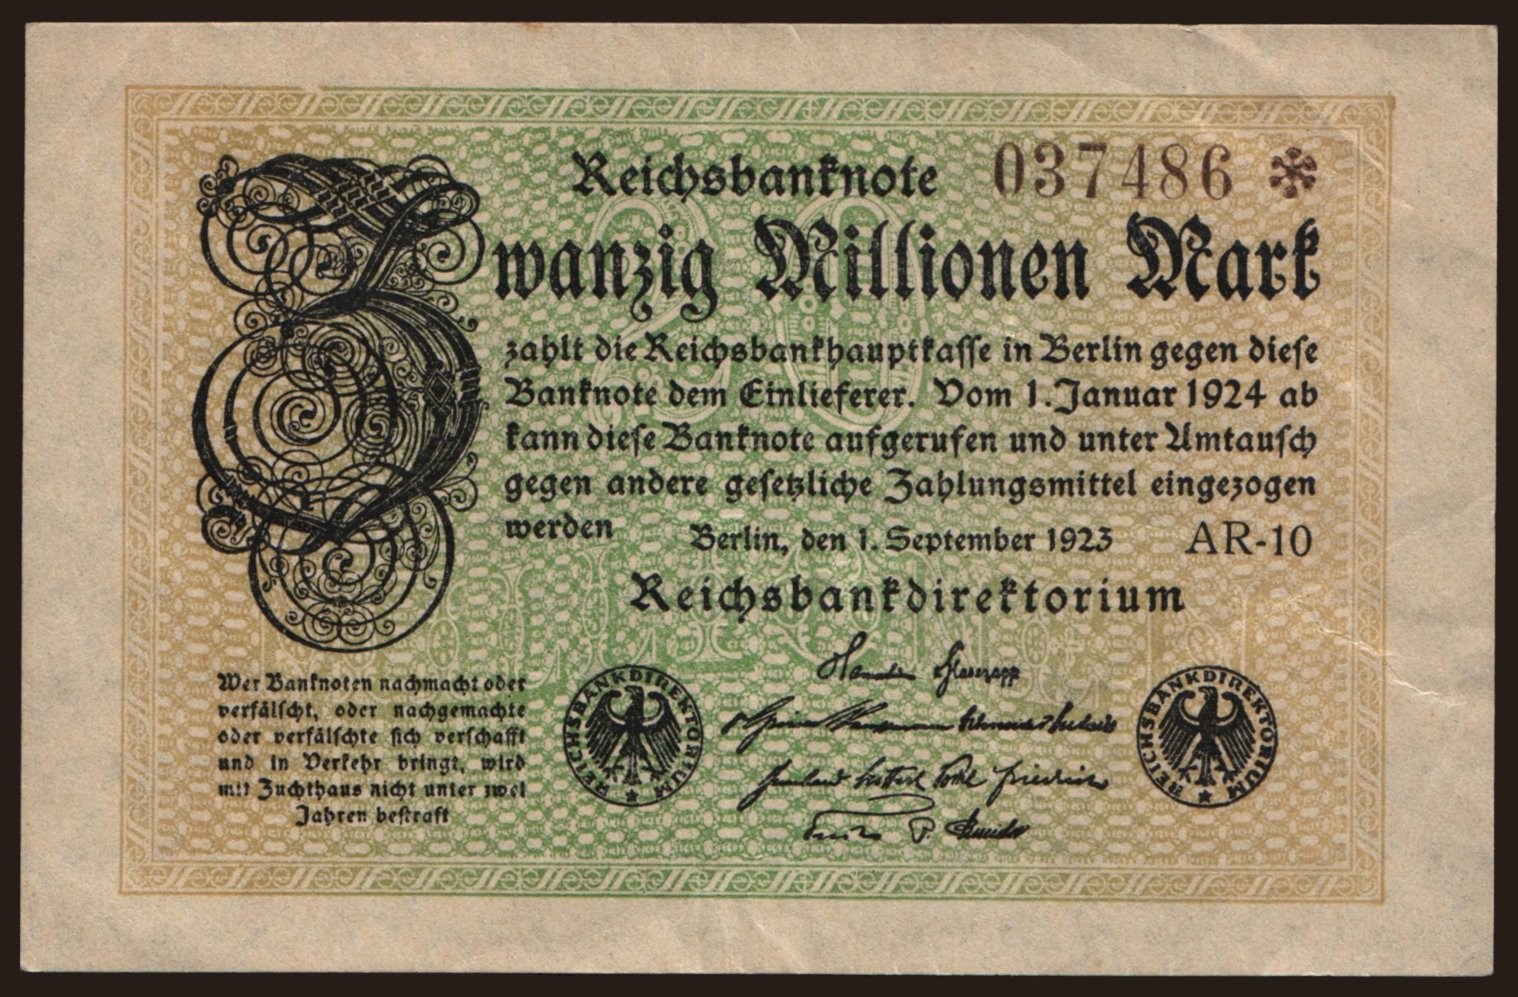 Reichsbanknote 037486 *
Zwanzig Millionen Mark
zahlt die Reichsbankhauptkasse in Berlin gegen diese
Banknote dem Einlieferer. Vom 1. Januar 1924 ab
kann diese Banknote aufgerufen und unter Umtausch
gegen andere gesetzliche Zahlungsmittel eingezogen
werden
Berlin, den 1. September 1923 AR-10
Reichsbankdirektorium
Wer Banknoten nachmacht oder
verfälscht, oder nachgemachte
oder verfälschte sich verschafft
und in Verkehr bringt, wird
mit Zuchthaus nicht unter zwei
Jahren bestraft
REICHSBANKDIREKTORIUM
REICHSBANKDIREKTORIUM
20